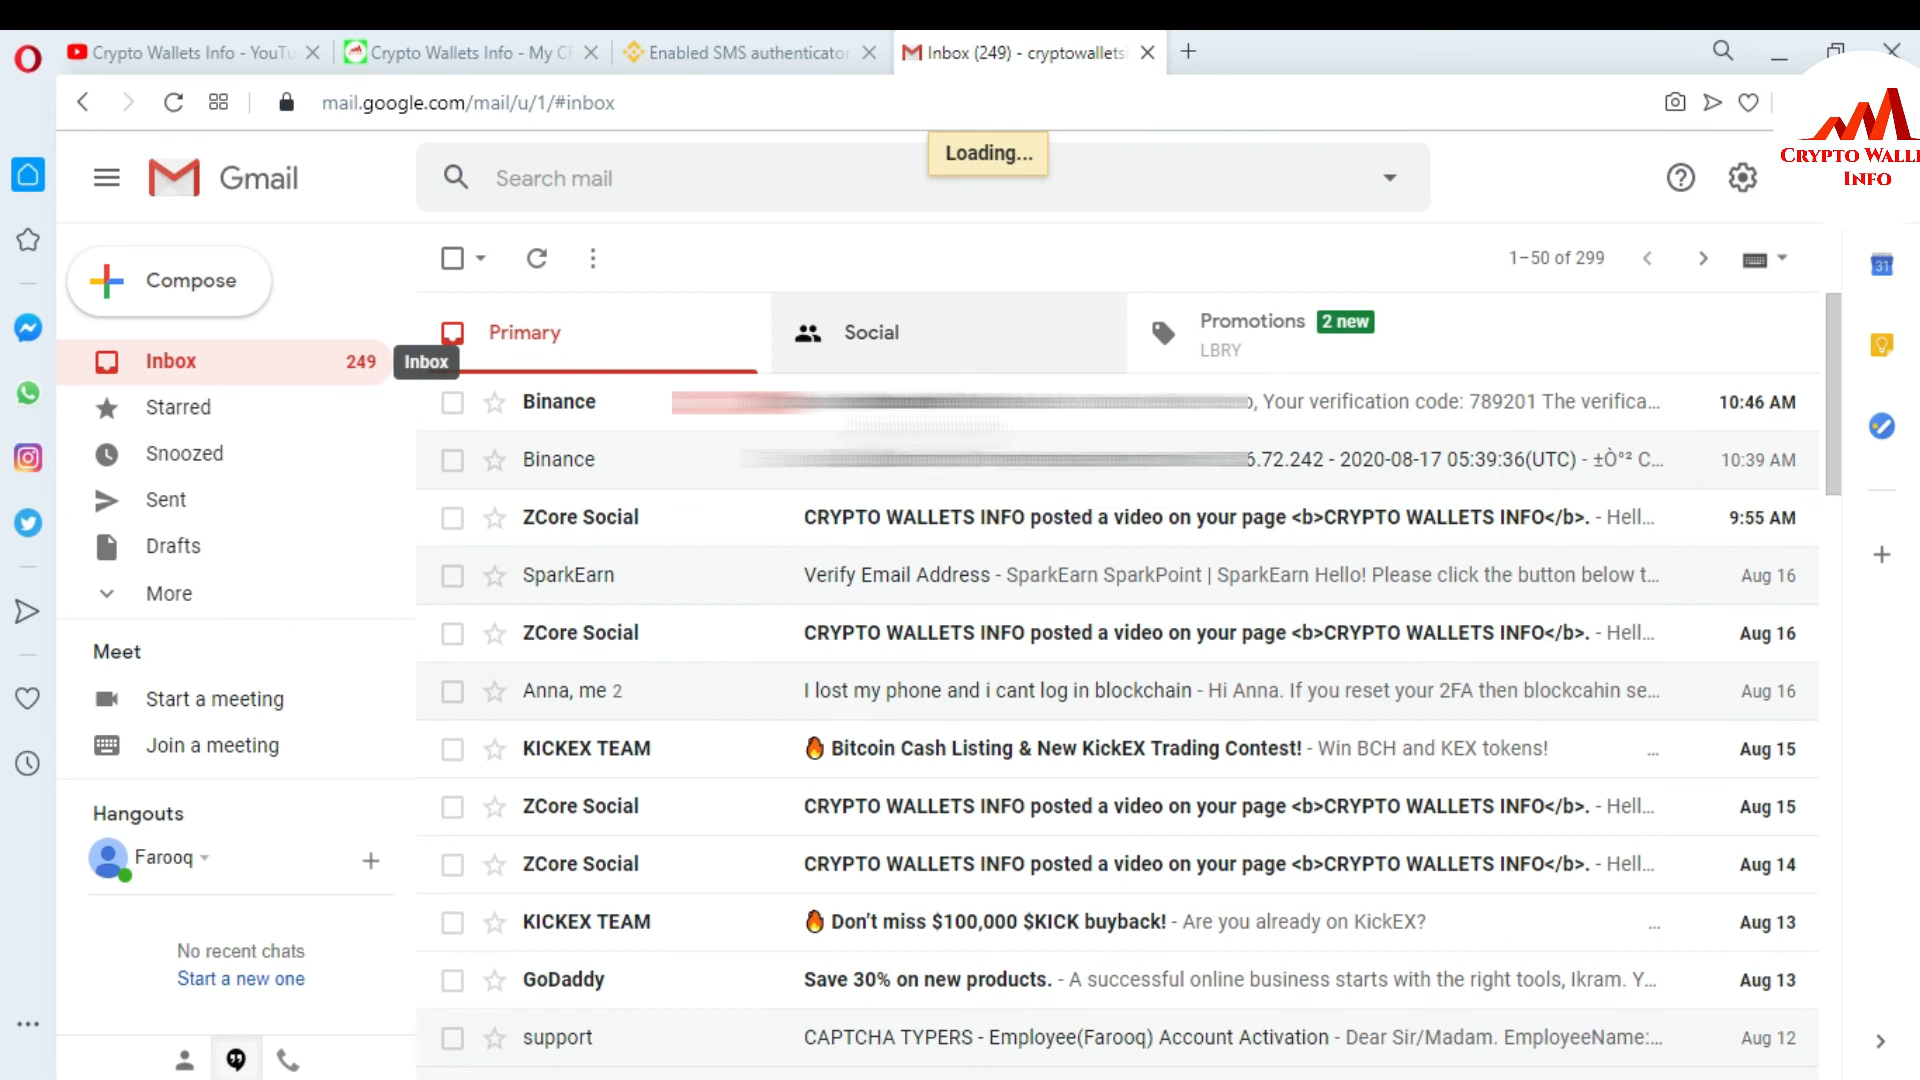 Crypto Wallets Info - YouTu
Crypto Wallets Info - My C
Enabled SMS authenticator
Inbox (249) - cryptowallets
mail.google.com/mail/u/1/#inbox
CRYPTO WALLE
INFO
Loading...
Gmail
Search mail
Compose
1–50 of 299
31
Primary
Social
Promotions 2 new
LBRY
Inbox 249
Inbox
Starred
Snoozed
Sent
Drafts
More
Binance , Your verification code: 789201 The verifica... 10:46 AM
Binance 6.72.242 - 2020-08-17 05:39:36(UTC) - ±Ò°² C... 10:39 AM
ZCore Social CRYPTO WALLETS INFO posted a video on your page <b>CRYPTO WALLETS INFO</b>. - Hell... 9:55 AM
SparkEarn Verify Email Address - SparkEarn SparkPoint | SparkEarn Hello! Please click the button below t... Aug 16
ZCore Social CRYPTO WALLETS INFO posted a video on your page <b>CRYPTO WALLETS INFO</b>. - Hell... Aug 16
Anna, me 2 I lost my phone and i cant log in blockchain - Hi Anna. If you reset your 2FA then blockcahin se... Aug 16
KICKEX TEAM 🔥 Bitcoin Cash Listing & New KickEX Trading Contest! - Win BCH and KEX tokens! ... Aug 15
ZCore Social CRYPTO WALLETS INFO posted a video on your page <b>CRYPTO WALLETS INFO</b>. - Hell... Aug 15
ZCore Social CRYPTO WALLETS INFO posted a video on your page <b>CRYPTO WALLETS INFO</b>. - Hell... Aug 14
KICKEX TEAM 🔥 Don't miss $100,000 $KICK buyback! - Are you already on KickEX? ... Aug 13
GoDaddy Save 30% on new products. - A successful online business starts with the right tools, Ikram. Y... Aug 13
support CAPTCHA TYPERS - Employee(Farooq) Account Activation - Dear Sir/Madam. EmployeeName:... Aug 12
Meet
Start a meeting
Join a meeting
Hangouts
Farooq
No recent chats
Start a new one